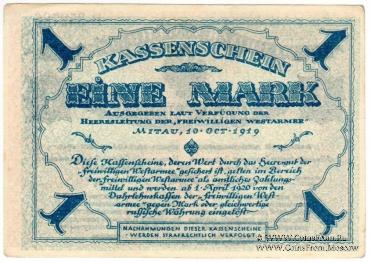 1 KASSENSCHEIN 1
EINE MARK
AUSGEGEBEN LAUT VERFÜGUNG DER
HEERESLEITUNG DER „FREIWILLIGEN WESTARMEE"
MITAU, 10·OCT·1919
Diese Kassenscheine, deren Wert durch das Heeresgut der
„freiwilligen Westarmee" gesichert ist, gelten im Bereich
der „freiwilligen Westarmee" als amtliches Zahlungs-
mittel und werden ab 1·April 1920 von den
Darlehnskassen der „freiwilligen West-
armee" gegen Mark oder gleichwertige
russische Währung eingelöst·
1 NACHAHMUNGEN DIESER KASSENSCHEINE 1
WERDEN STRAFRECHTLICH VERFOLGT·